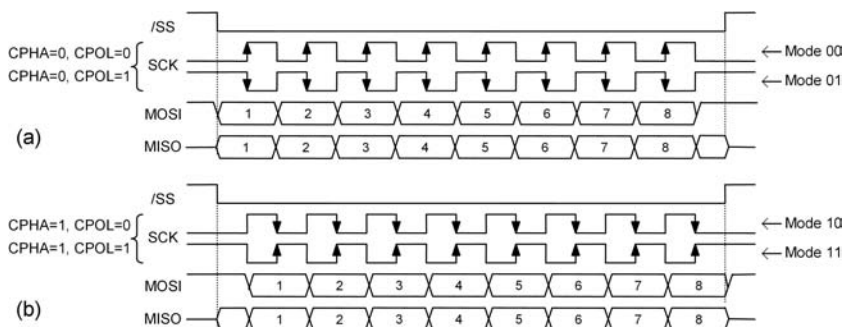 /SS
CPHA=0, CPOL=0
SCK
← Mode 00
CPHA=0, CPOL=1
← Mode 01
MOSI 1 2 3 4 5 6 7 8
(a)
MISO 1 2 3 4 5 6 7 8
/SS
CPHA=1, CPOL=0
SCK
← Mode 10
CPHA=1, CPOL=1
← Mode 11
MOSI 1 2 3 4 5 6 7 8
(b)
MISO 1 2 3 4 5 6 7 8